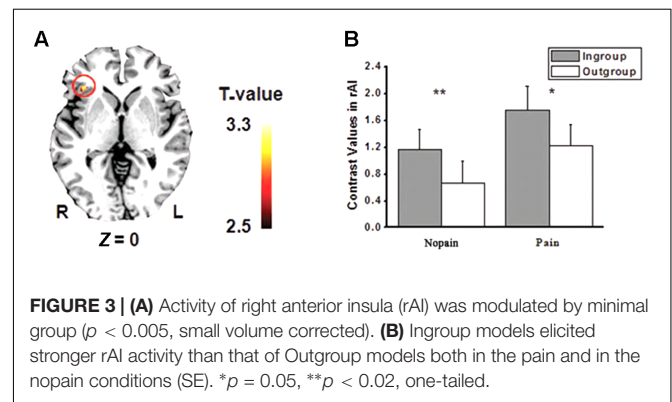 A
T-value
3.3
2.5
R
L
Z = 0
B
Ingroup
Outgroup
Contrast Values in rAI
2.4
2.0
1.6
1.2
0.8
0.4
0.0
**
*
Nopain
Pain
FIGURE 3 | (A) Activity of right anterior insula (rAI) was modulated by minimal
group (p < 0.005, small volume corrected). (B) Ingroup models elicited
stronger rAI activity than that of Outgroup models both in the pain and in the
nopain conditions (SE). *p = 0.05, **p < 0.02, one-tailed.